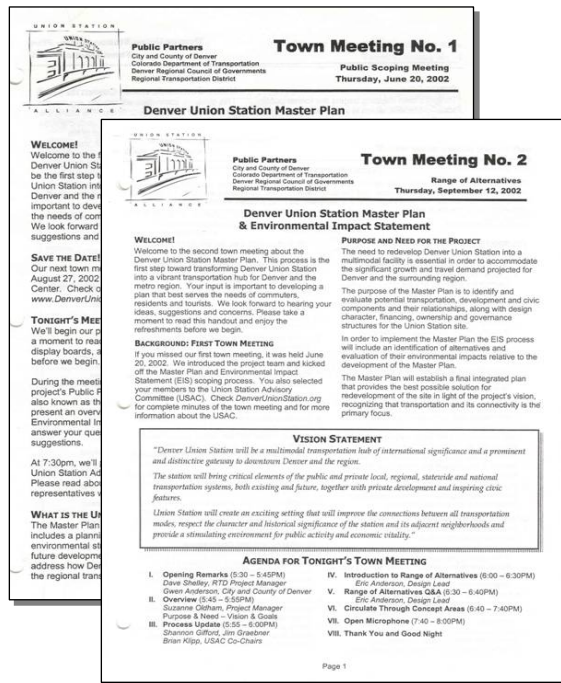 UNION STATION
ALLIANCE
Public Partners
City and County of Denver
Colorado Department of Transportation
Denver Regional Council of Governments
Regional Transportation District
Town Meeting No. 1
Public Scoping Meeting
Thursday, June 20, 2002
Denver Union Station Master Plan
WELCOME!
Welcome to the
Denver Union
be the first step
Union Station
Denver and the
important to
the needs of
We look forward
suggestions and
SAVE THE DATE!
Our next town
August 27, 2002
Center. Check
TONIGHT'S
We'll begin our
a moment to
display boards,
before we begin.
During the
project's Public
also known as
present an
Environmental
answer your
suggestions.
At 7:30pm, we'll
Union Station
Please read
representatives
WHAT IS THE
The Master Plan
includes a
environmental
future
address how
the regional
UNION STATION
ALLIANCE
Public Partners
City and County of Denver
Colorado Department of Transportation
Denver Regional Council of Governments
Regional Transportation District
Town Meeting No. 2
Range of Alternatives
Thursday, September 12, 2002
Denver Union Station Master Plan
& Environmental Impact Statement
WELCOME!
Welcome to the second town meeting about the
Denver Union Station Master Plan. This process is the
first step toward transforming Denver Union Station
into a vibrant transportation hub for Denver and the
metro region. Your input is important to developing a
plan that best serves the needs of commuters,
residents and tourists. We look forward to hearing your
ideas, suggestions and concerns. Please take a
moment to read this handout and enjoy the
refreshments before we begin.
BACKGROUND: FIRST TOWN MEETING
If you missed our first town meeting, it was held June
20, 2002. We introduced the project team and kicked
off the Master Plan and Environmental Impact
Statement (EIS) scoping process. You also selected
your members to the Union Station Advisory
Committee (USAC). Check DenverUnionStation.org
for complete minutes of the town meeting and for more
information about the USAC.
PURPOSE AND NEED FOR THE PROJECT
The need to redevelop Denver Union Station into a
multimodal facility is essential in order to accommodate
the significant growth and travel demand projected for
Denver and the surrounding region.
The purpose of the Master Plan is to identify and
evaluate potential transportation, development and civic
components and their relationships, along with design
character, financing, ownership and governance
structures for the Union Station site.
In order to implement the Master Plan the EIS process
will include an identification of alternatives and
evaluation of their environmental impacts relative to the
development of the Master Plan.
The Master Plan will establish a final integrated plan
that provides the best possible solution for
redevelopment of the site in light of the project's vision,
recognizing that transportation and its connectivity is the
primary focus.
VISION STATEMENT
"Denver Union Station will be a multimodal transportation hub of international significance and a prominent
and distinctive gateway to downtown Denver and the region.
The station will bring critical elements of the public and private local, regional, statewide and national
transportation systems, both existing and future, together with private development and inspiring civic
features.
Union Station will create an exciting setting that will improve the connections between all transportation
modes, respect the character and historical significance of the station and its adjacent neighborhoods and
provide a stimulating environment for public activity and economic vitality."
AGENDA FOR TONIGHT'S TOWN MEETING
I. Opening Remarks (5:30 – 5:45PM)
Dave Shelley, RTD Project Manager
Gwen Anderson, City and County of Denver
II. Overview (5:45 – 5:55PM)
Suzanne Oldham, Project Manager
Purpose & Need – Vision & Goals
III. Process Update (5:55 – 6:00PM)
Shannon Gifford, Jim Graebner
Brian Klipp, USAC Co-Chairs
IV. Introduction to Range of Alternatives (6:00 – 6:30PM)
Eric Anderson, Design Lead
V. Range of Alternatives Q&A (6:30 – 6:40PM)
Eric Anderson, Design Lead
VI. Circulate Through Concept Areas (6:40 – 7:40PM)
VII. Open Microphone (7:40 – 8:00PM)
VIII. Thank You and Good Night
Page 1